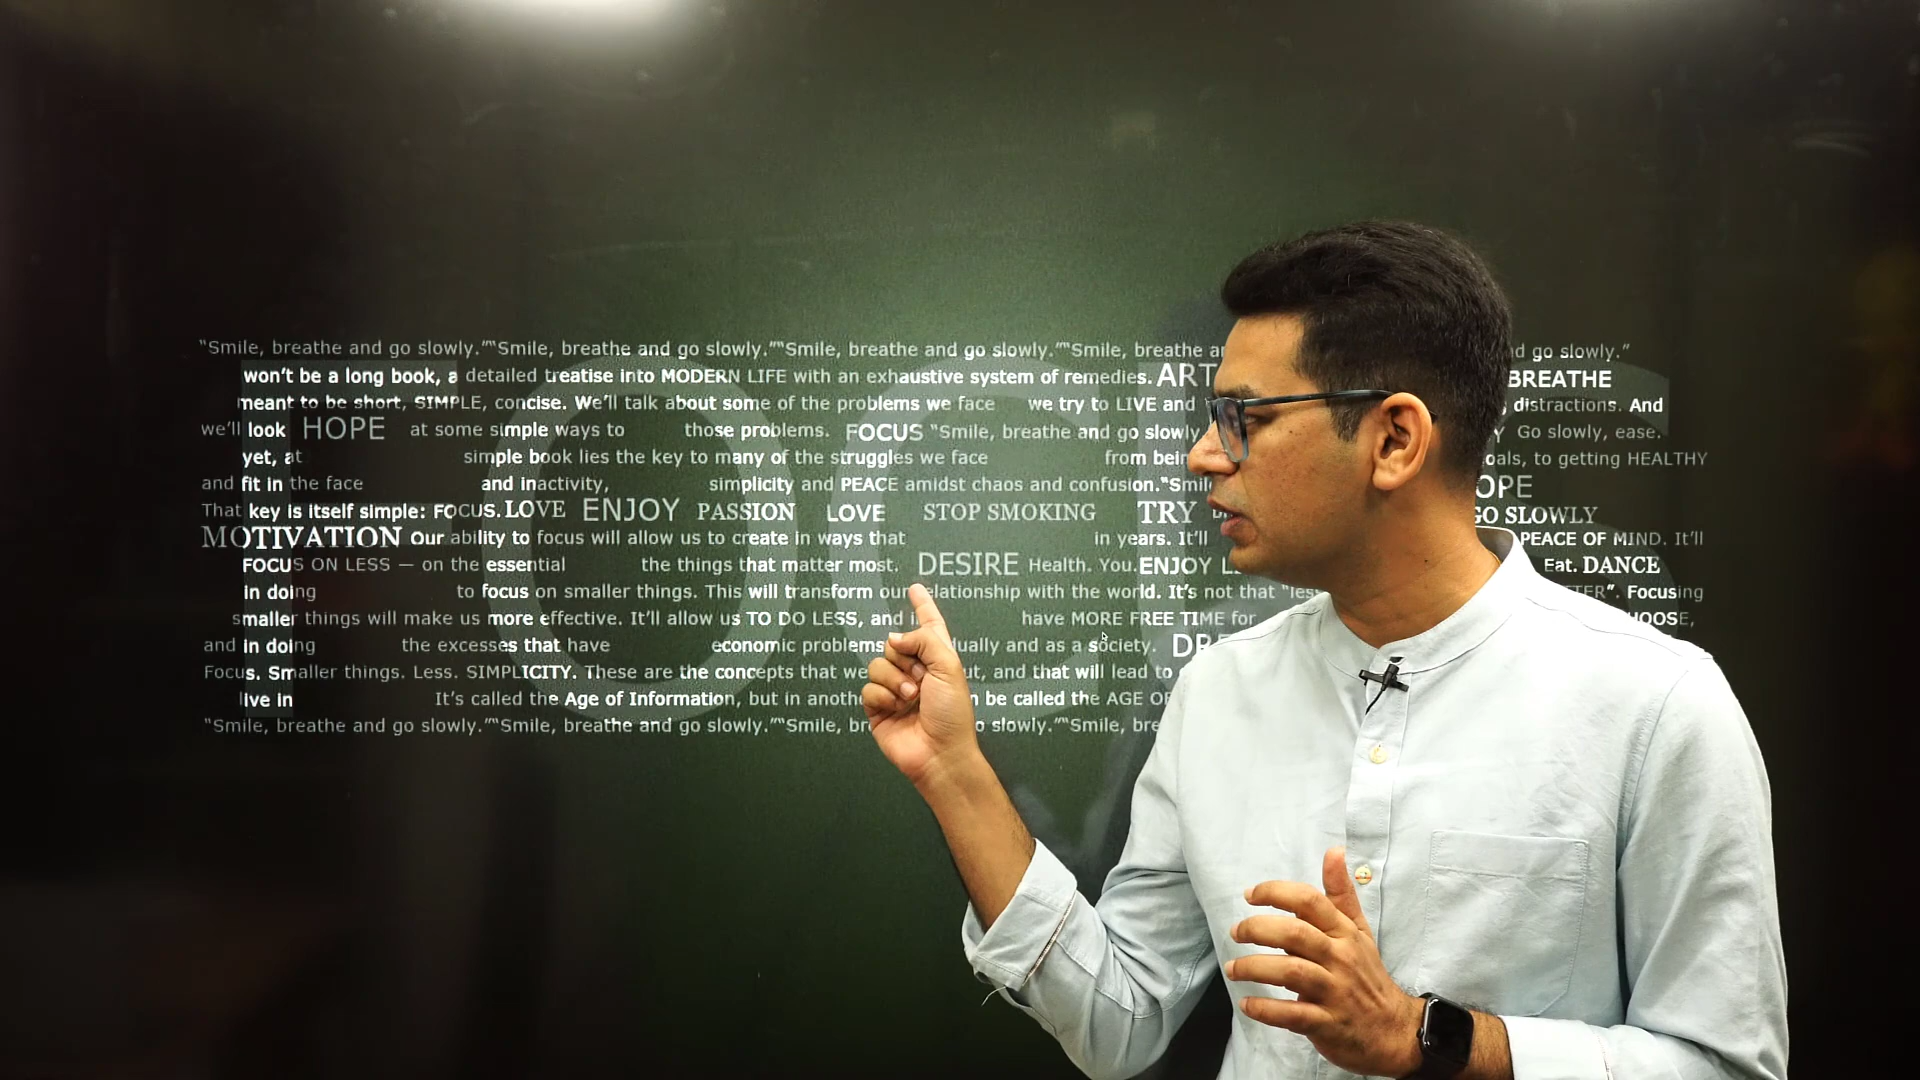 “Smile, breathe and go slowly.”“Smile, breathe and go slowly.”“Smile, breathe and go slowly.”“Smile, breathe and go slowly.”
won’t be a long book, a detailed treatise into MODERN LIFE with an exhaustive system of remedies. ART BREATHE
meant to be short, SIMPLE, concise. We’ll talk about some of the problems we face we try to LIVE and distractions. And
we’ll look HOPE at some simple ways to those problems. FOCUS “Smile, breathe and go slowly. Go slowly, ease.
yet, at simple book lies the key to many of the struggles we face from being to getting HEALTHY
and fit in the face and inactivity, simplicity and PEACE amidst chaos and confusion.“Smile HOPE
That key is itself simple: FOCUS. LOVE ENJOY PASSION LOVE STOP SMOKING TRY GO SLOWLY
MOTIVATION Our ability to focus will allow us to create in ways that in years. It’ll PEACE OF MIND. It’ll
FOCUS ON LESS — on the essential the things that matter most. DESIRE Health. You. ENJOY Eat. DANCE
in doing to focus on smaller things. This will transform our relationship with the world. It’s not that “less Focusing
smaller things will make us more effective. It’ll allow us TO DO LESS, and have MORE FREE TIME for
and in doing the excesses that have economic problems and as a society.
Focus. Smaller things. Less. SIMPLICITY. These are the concepts that we and that will lead to
live in It’s called the Age of Information, but in be called the AGE OF
“Smile, breathe and go slowly.”“Smile, breathe and go slowly.”“Smile, slowly.”“Smile,